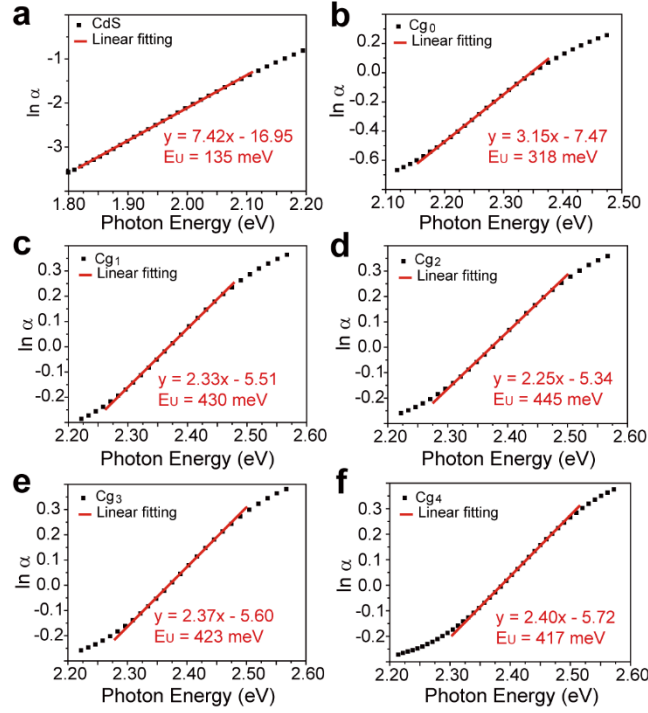 a
CdS
Linear fitting
-1
-2
-3
ln α
y = 7.42x - 16.95
EU = 135 meV
1.80 1.90 2.00 2.10 2.20
Photon Energy (eV)
b
Cg0
Linear fitting
0.2
0.0
-0.2
-0.4
-0.6
ln α
y = 3.15x - 7.47
EU = 318 meV
2.10 2.20 2.30 2.40 2.50
Photon Energy (eV)
c
Cg1
Linear fitting
0.3
0.2
0.1
0.0
-0.1
-0.2
ln α
y = 2.33x - 5.51
EU = 430 meV
2.20 2.30 2.40 2.50 2.60
Photon Energy (eV)
d
Cg2
Linear fitting
0.3
0.2
0.1
0.0
-0.1
-0.2
ln α
y = 2.25x - 5.34
EU = 445 meV
2.20 2.30 2.40 2.50 2.60
Photon Energy (eV)
e
Cg3
Linear fitting
0.3
0.2
0.1
0.0
-0.1
-0.2
ln α
y = 2.37x - 5.60
EU = 423 meV
2.20 2.30 2.40 2.50 2.60
Photon Energy (eV)
f
Cg4
Linear fitting
0.3
0.2
0.1
0.0
-0.1
-0.2
ln α
y = 2.40x - 5.72
EU = 417 meV
2.20 2.30 2.40 2.50 2.60
Photon Energy (eV)